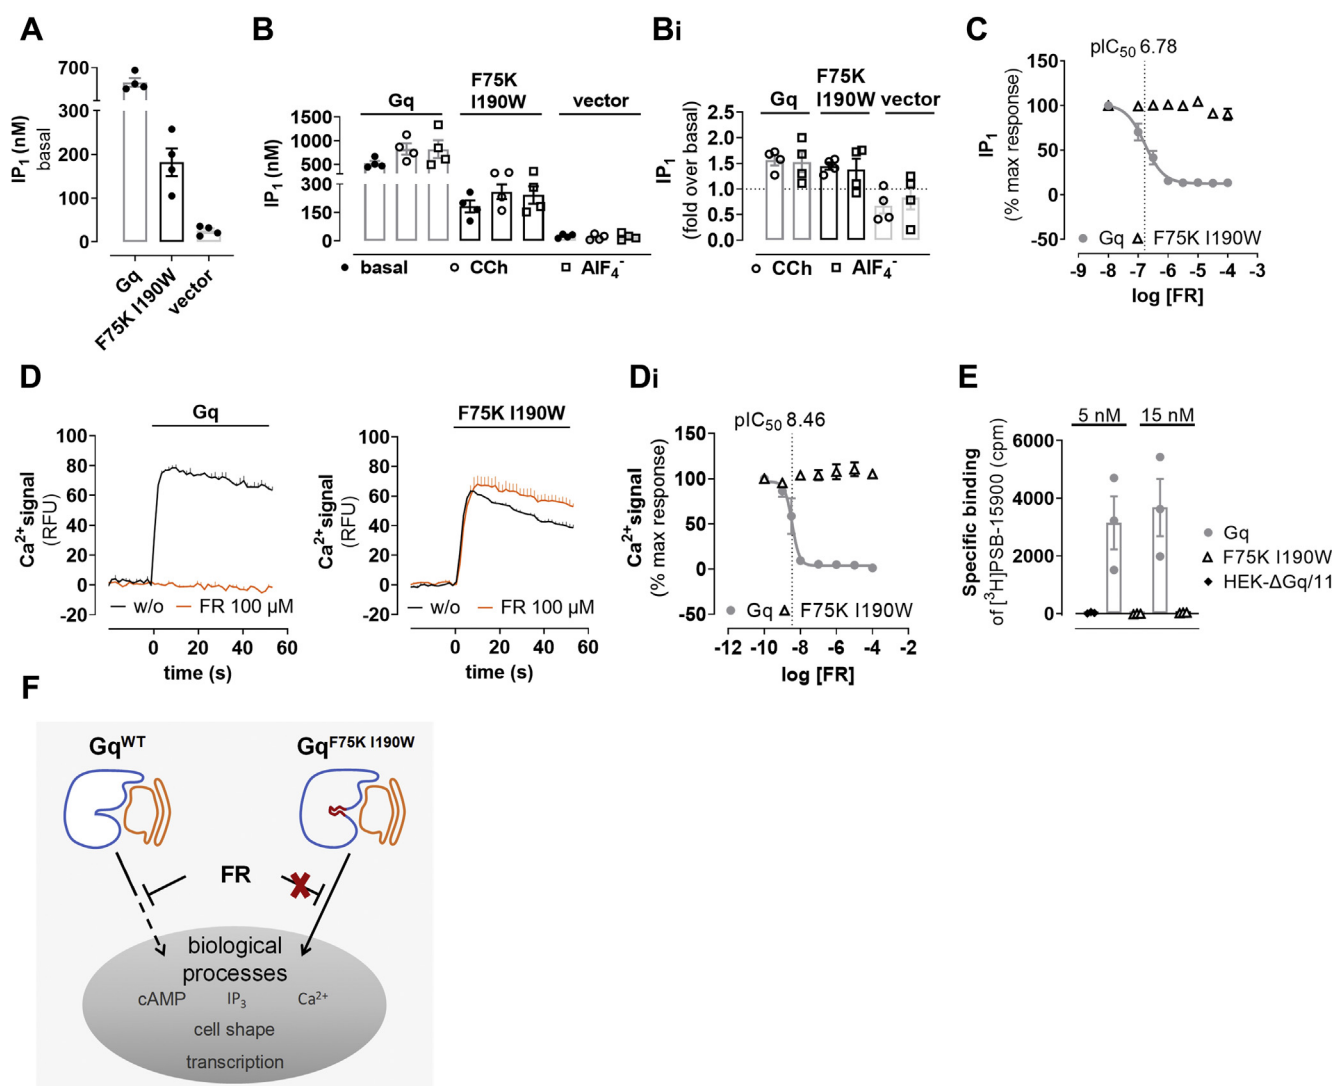 A
IP1 (nM)
basal
700
300
200
100
0
Gq
F75K I190W
vector
B
Gq
F75K
I190W
vector
IP1 (nM)
1500
1000
500
300
150
0
basal
CCh
AlF4-
Bi
Gq
F75K
I190W
vector
IP1
(fold over basal)
2.5
2.0
1.5
1.0
0.5
0.0
CCh
AlF4-
C
pIC50 6.78
IP1
(% max response)
150
100
50
0
-50
Gq
F75K I190W
-9 -8 -7 -6 -5 -4 -3
log [FR]
D
Gq
Ca2+signal
(RFU)
100
80
60
40
20
0
-20
w/o
FR 100 µM
0 20 40 60
time (s)
F75K I190W
Ca2+signal
(RFU)
100
80
60
40
20
0
-20
w/o
FR 100 µM
0 20 40 60
time (s)
Di
pIC50 8.46
Ca2+signal
(% max response)
150
100
50
0
-50
Gq
F75K I190W
-12 -10 -8 -6 -4 -2
log [FR]
E
5 nM
15 nM
Specific binding
of [3H]PSB-15900 (cpm)
6000
4000
2000
0
Gq
F75K I190W
HEK-ΔGq/11
F
GqWT
GqF75K I190W
FR
biological
processes
cAMP
IP3
Ca2+
cell shape
transcription